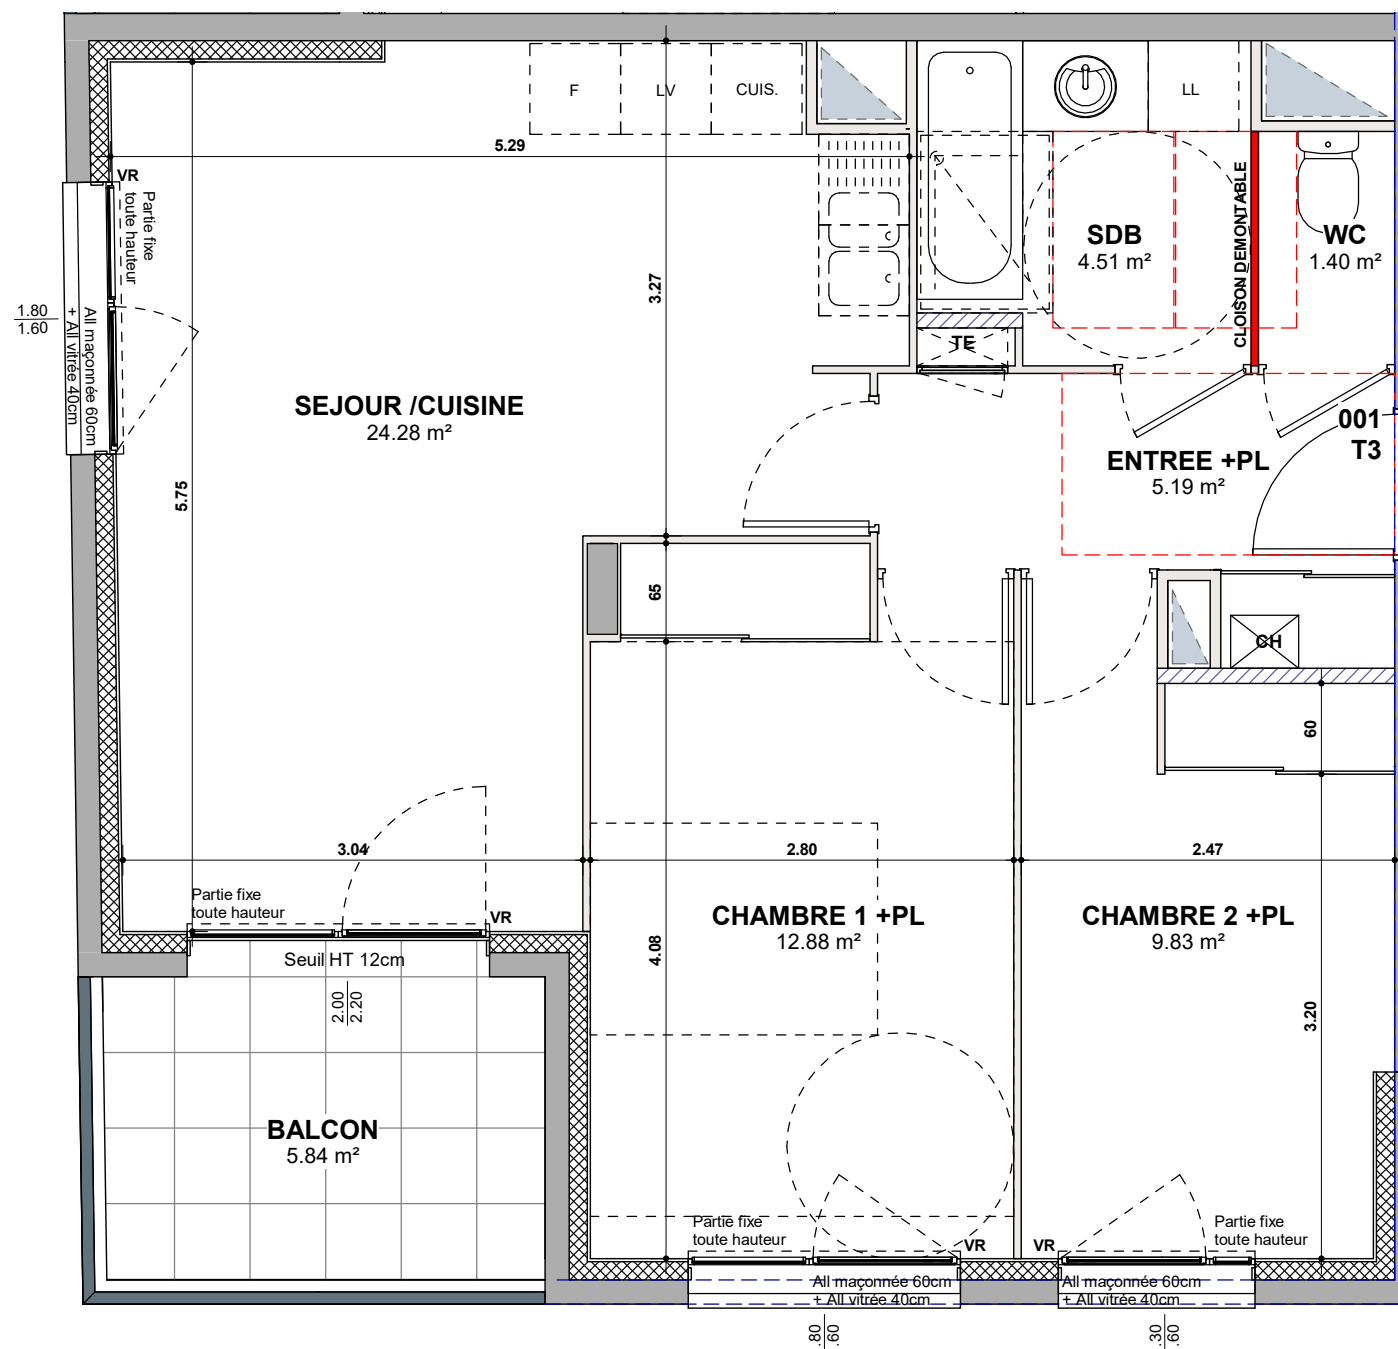 F
LV
CUIS.
LL
5.29
VR
Partie fixe
toute hauteur
CLOISON DEMONTABLE
SDB
4.51 m²
WC
1.40 m²
3.27
1.80
1.60
All maçonnée 60cm
+ All vitrée 40cm
TE
SEJOUR /CUISINE
24.28 m²
001
T3
ENTREE +PL
5.19 m²
5.75
65
CH
60
3.04
2.80
2.47
Partie fixe
toute hauteur
VR
CHAMBRE 1 +PL
12.88 m²
CHAMBRE 2 +PL
9.83 m²
4.08
Seuil HT 12cm
2.00
2.20
3.20
BALCON
5.84 m²
Partie fixe
toute hauteur
VR
VR
Partie fixe
toute hauteur
All maçonnée 60cm
+ All vitrée 40cm
All maçonnée 60cm
+ All vitrée 40cm
.80
.60
.30
.60